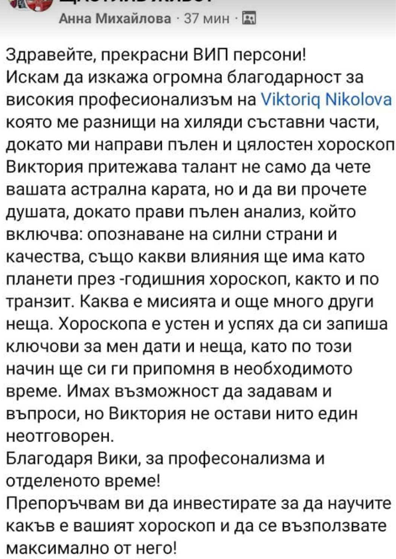 Анна Михайлова · 37 мин ·
Здравейте, прекрасни ВИП персони!
Искам да изкажа огромна благодарност за
високия професионализъм на Viktoriq Nikolova
която ме разнищи на хиляди съставни части,
докато ми направи пълен и цялостен хороскоп
Виктория притежава талант не само да чете
вашата астрална карата, но и да ви прочете
душата, докато прави пълен анализ, който
включва: опознаване на силни страни и
качества, също какви влияния ще има като
планети през -годишния хороскоп, както и по
транзит. Каква е мисията и още много други
неща. Хороскопа е устен и успях да си запиша
ключови за мен дати и неща, като по този
начин ще си ги припомня в необходимото
време. Имах възможност да задавам и
въпроси, но Виктория не остави нито един
неотговорен.
Благодаря Вики, за професонализма и
отделеното време!
Препоръчвам ви да инвестирате за да научите
какъв е вашият хороскоп и да се възползвате
максимално от него!